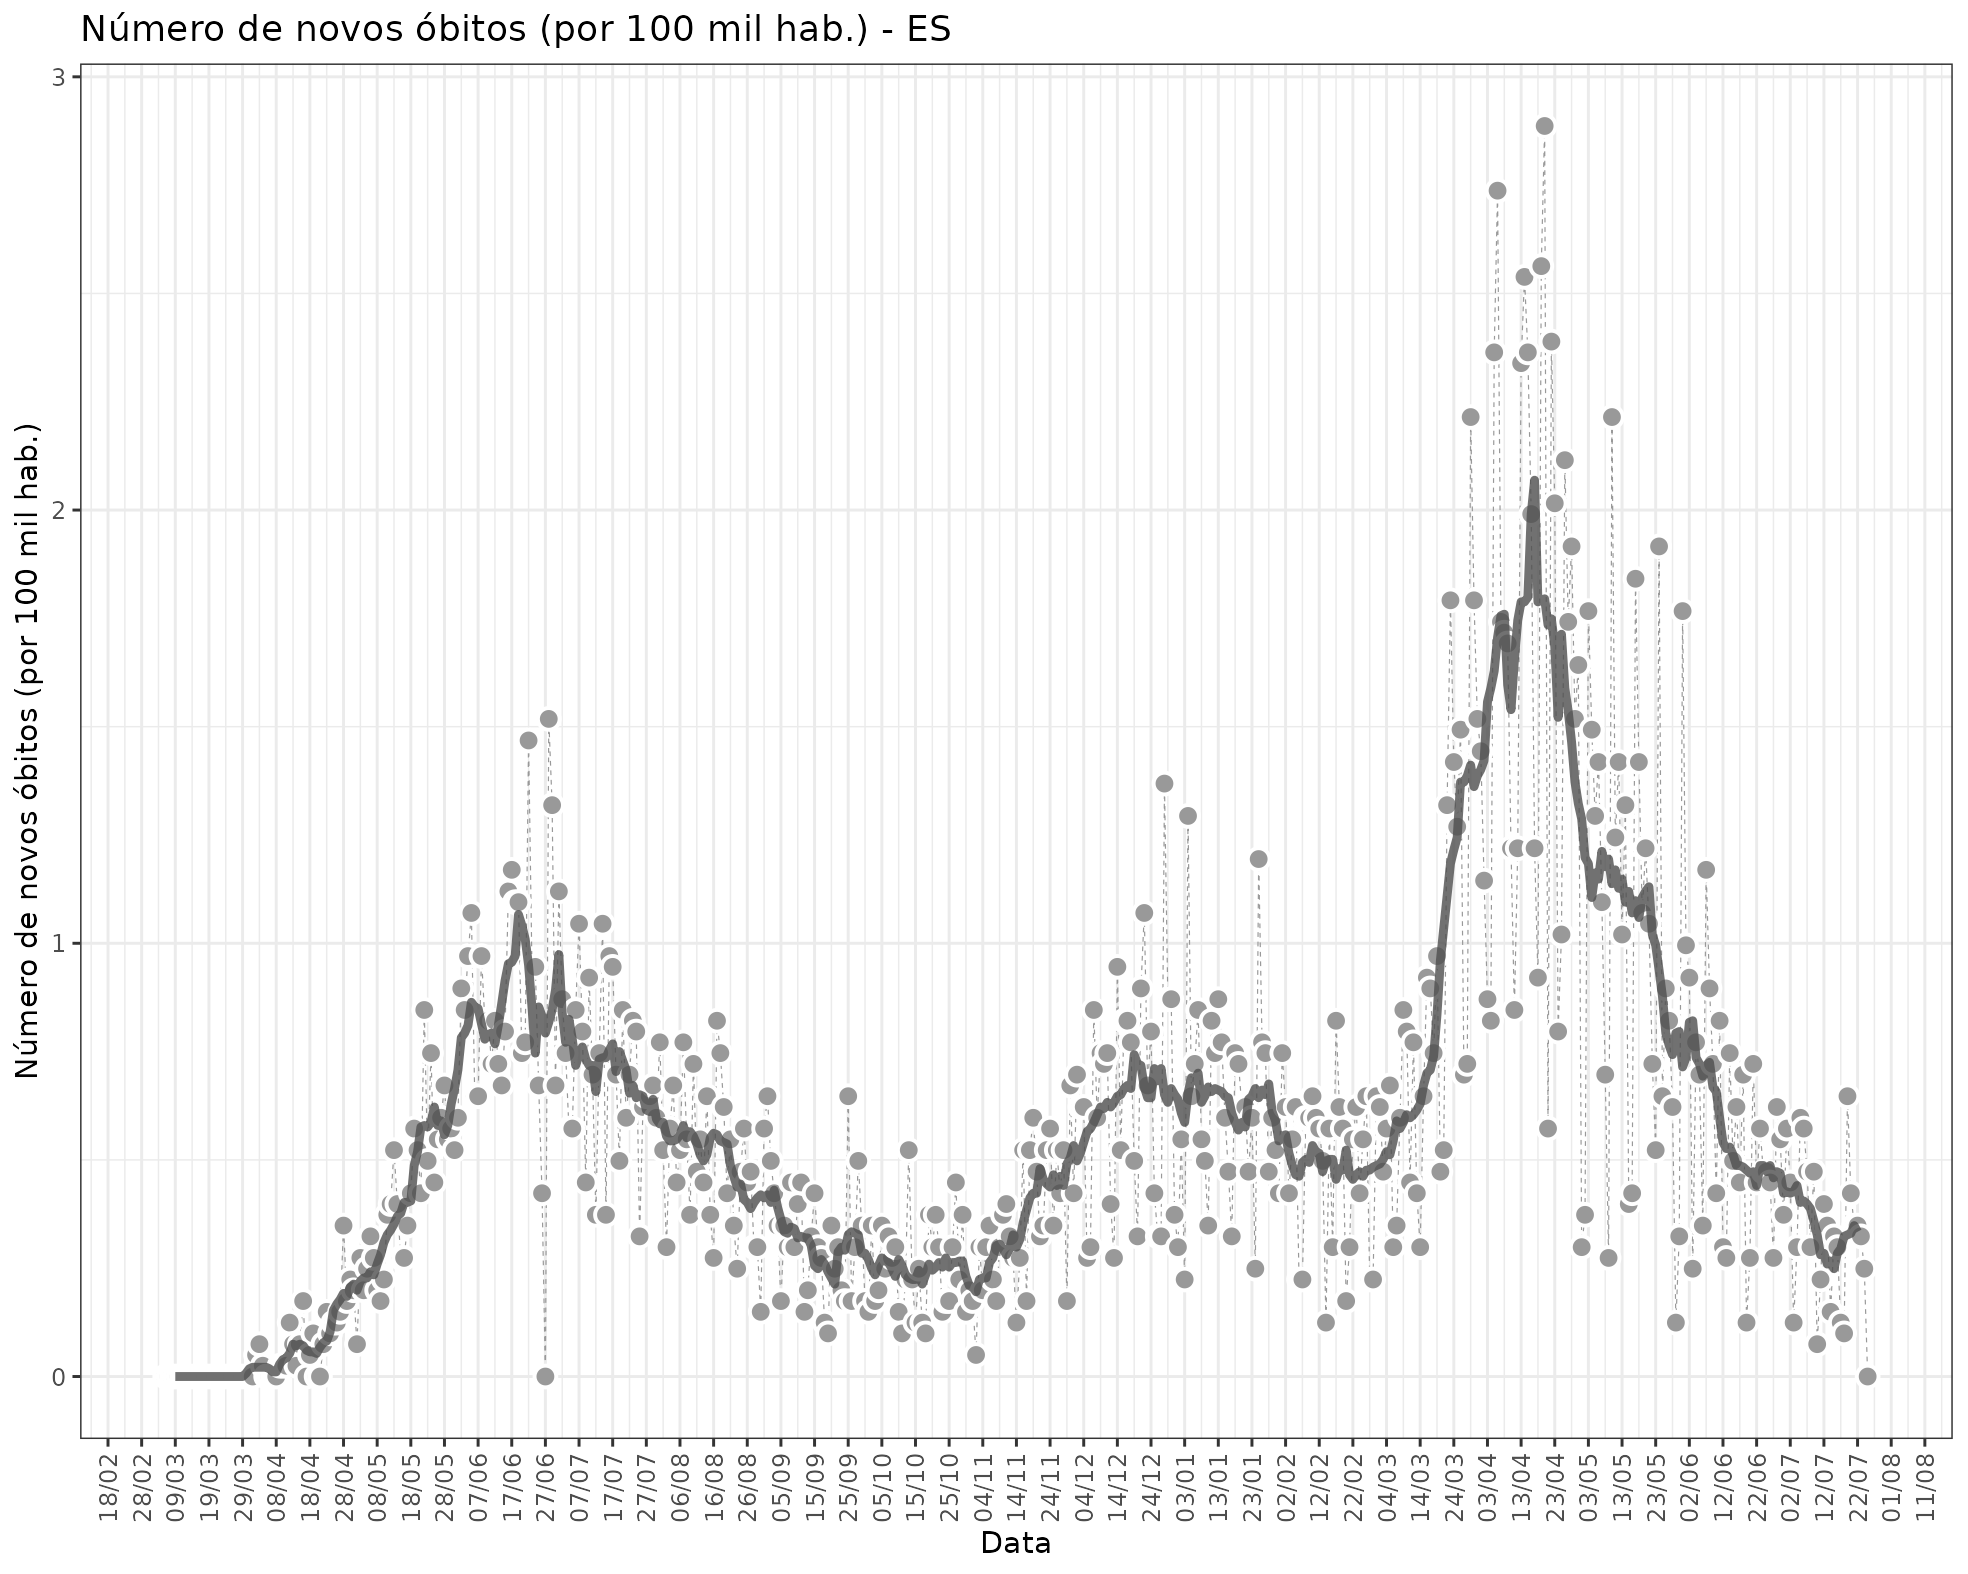 Número de novos óbitos (por 100 mil hab.) - ES
Número de novos óbitos (por 100 mil hab.)
3
2
1
0
18/02 28/02 09/03 19/03 29/03 08/04 18/04 28/04 08/05 18/05 28/05 07/06 17/06 27/06 07/07 17/07 27/07 06/08 16/08 26/08 05/09 15/09 25/09 05/10 15/10 25/10 04/11 14/11 24/11 04/12 14/12 24/12 03/01 13/01 23/01 02/02 12/02 22/02 04/03 14/03 24/03 03/04 13/04 23/04 03/05 13/05 23/05 02/06 12/06 22/06 02/07 12/07 22/07 01/08 11/08
Data